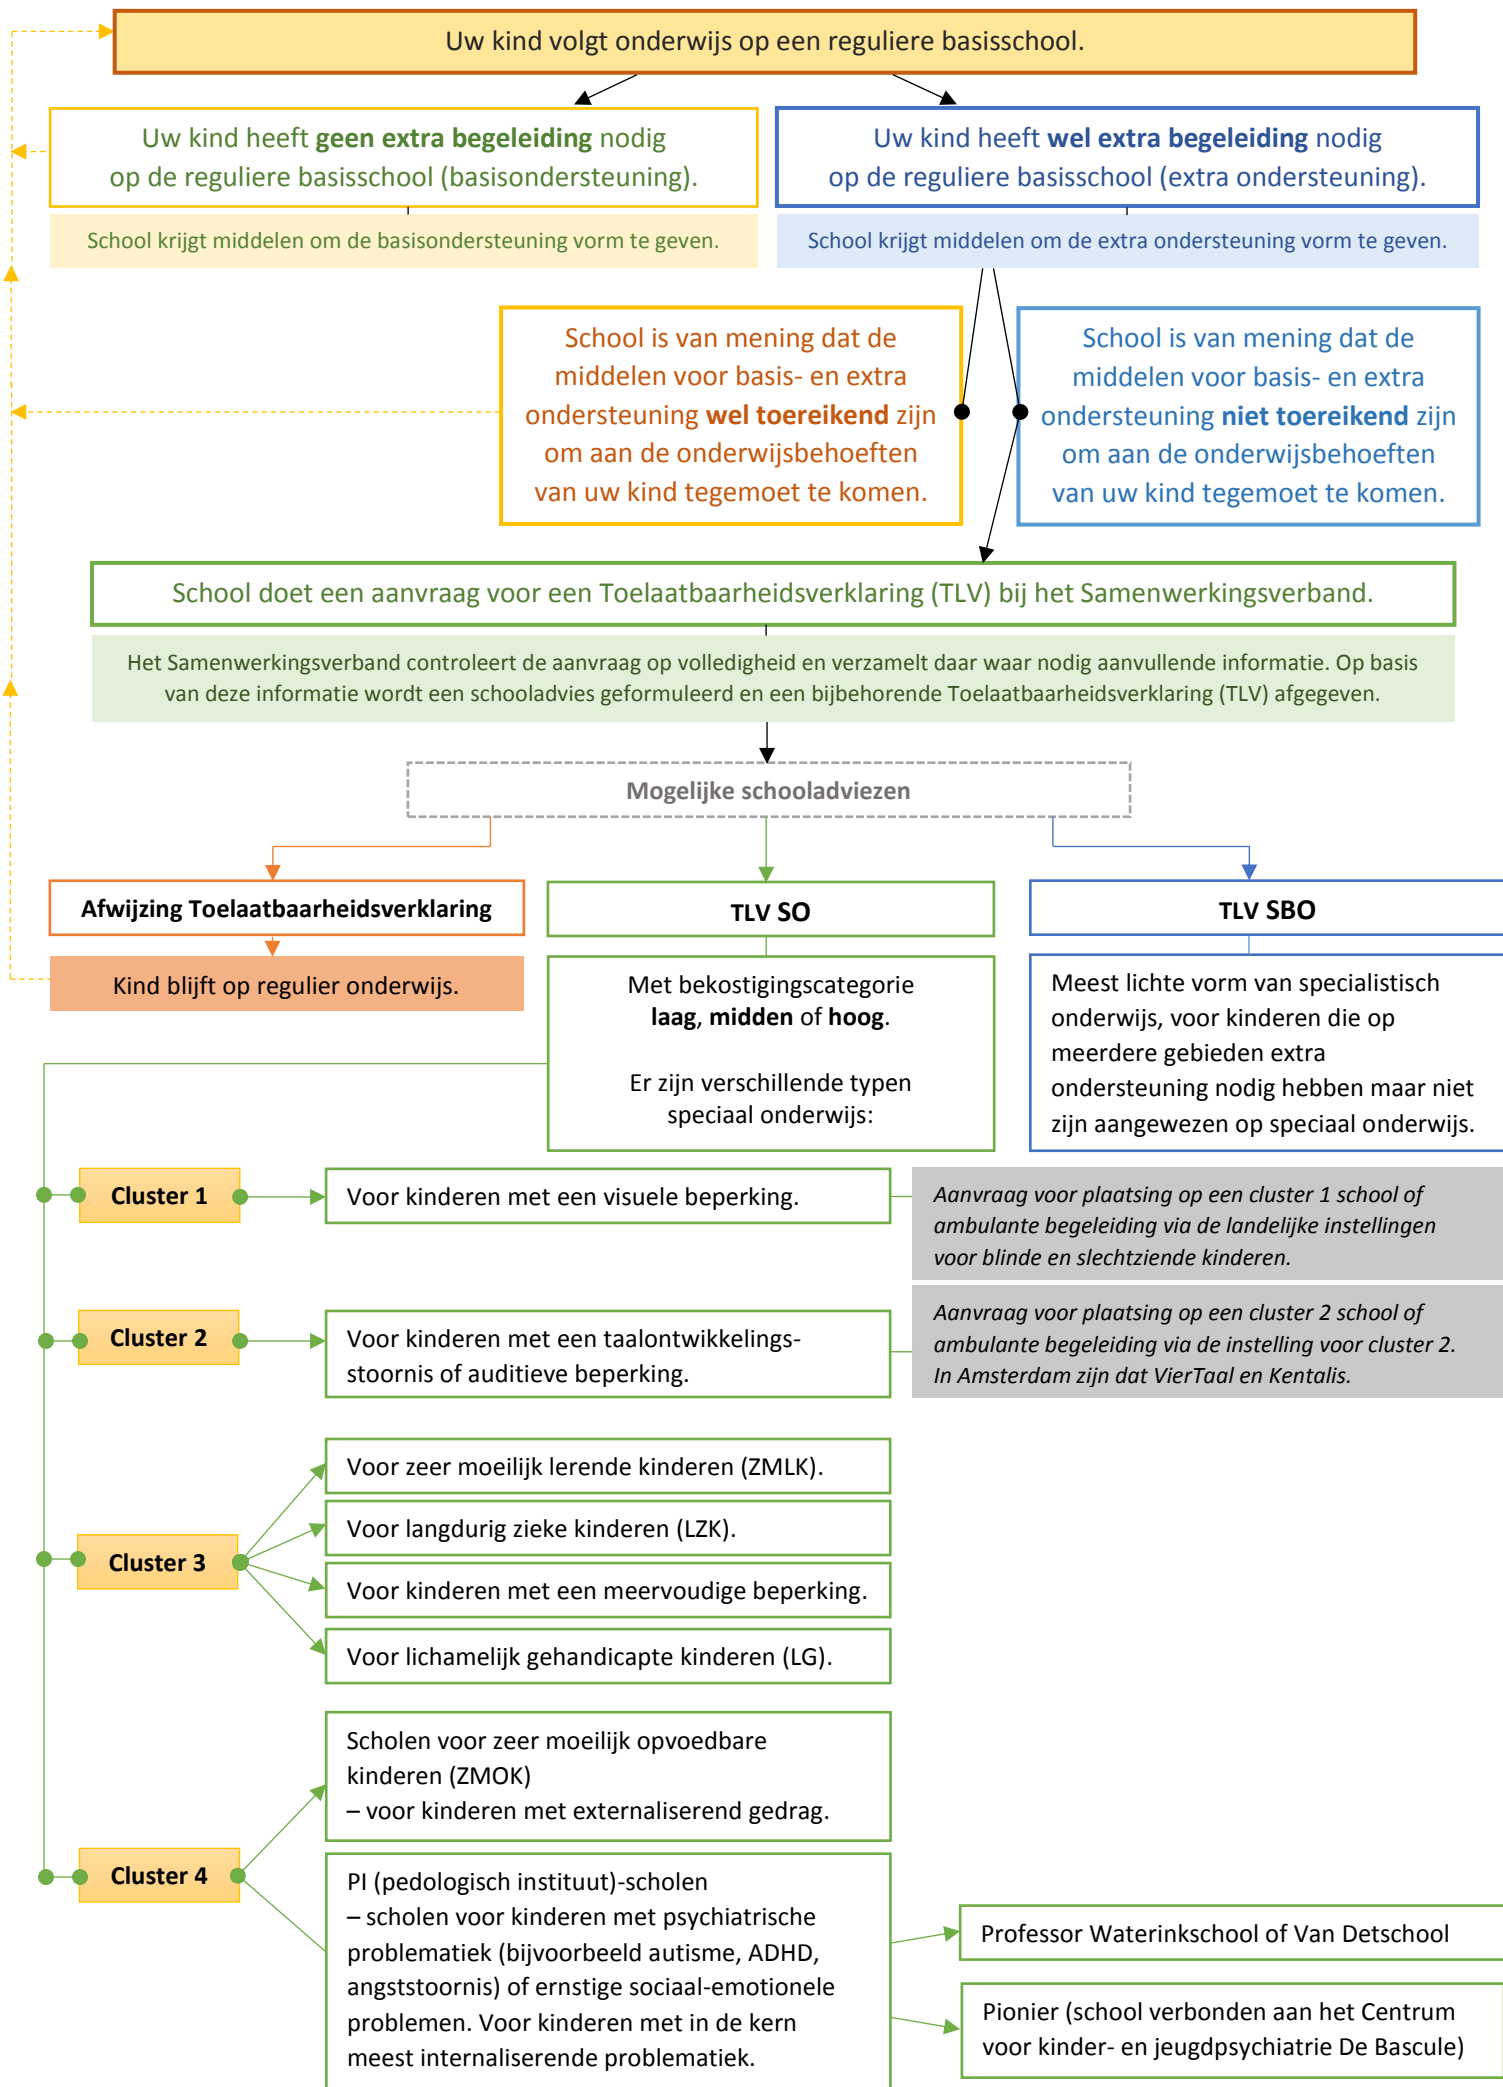 Uw kind volgt onderwijs op een reguliere basisschool.
Uw kind heeft geen extra begeleiding nodig
op de reguliere basisschool (basisondersteuning).
Uw kind heeft wel extra begeleiding nodig
op de reguliere basisschool (extra ondersteuning).
School krijgt middelen om de basisondersteuning vorm te geven.
School krijgt middelen om de extra ondersteuning vorm te geven.
School is van mening dat de
middelen voor basis- en extra
ondersteuning wel toereikend zijn
om aan de onderwijsbehoeften
van uw kind tegemoet te komen.
School is van mening dat de
middelen voor basis- en extra
ondersteuning niet toereikend zijn
om aan de onderwijsbehoeften
van uw kind tegemoet te komen.
School doet een aanvraag voor een Toelaatbaarheidsverklaring (TLV) bij het Samenwerkingsverband.
Het Samenwerkingsverband controleert de aanvraag op volledigheid en verzamelt daar waar nodig aanvullende informatie. Op basis
van deze informatie wordt een schooladvies geformuleerd en een bijbehorende Toelaatbaarheidsverklaring (TLV) afgegeven.
Mogelijke schooladviezen
Afwijzing Toelaatbaarheidsverklaring
Kind blijft op regulier onderwijs.
TLV SO
Met bekostigingscategorie
laag, midden of hoog.
Er zijn verschillende typen
speciaal onderwijs:
TLV SBO
Meest lichte vorm van specialistisch
onderwijs, voor kinderen die op
meerdere gebieden extra
ondersteuning nodig hebben maar niet
zijn aangewezen op speciaal onderwijs.
Cluster 1
Voor kinderen met een visuele beperking.
Aanvraag voor plaatsing op een cluster 1 school of
ambulante begeleiding via de landelijke instellingen
voor blinde en slechtziende kinderen.
Cluster 2
Voor kinderen met een taalontwikkelings-
stoornis of auditieve beperking.
Aanvraag voor plaatsing op een cluster 2 school of
ambulante begeleiding via de instelling voor cluster 2.
In Amsterdam zijn dat VierTaal en Kentalis.
Cluster 3
Voor zeer moeilijk lerende kinderen (ZMLK).
Voor langdurig zieke kinderen (LZK).
Voor kinderen met een meervoudige beperking.
Voor lichamelijk gehandicapte kinderen (LG).
Cluster 4
Scholen voor zeer moeilijk opvoedbare
kinderen (ZMOK)
– voor kinderen met externaliserend gedrag.
PI (pedologisch instituut)-scholen
– scholen voor kinderen met psychiatrische
problematiek (bijvoorbeeld autisme, ADHD,
angststoornis) of ernstige sociaal-emotionele
problemen. Voor kinderen met in de kern
meest internaliserende problematiek.
Professor Waterinkschool of Van Detschool
Pionier (school verbonden aan het Centrum
voor kinder- en jeugdpsychiatrie De Bascule)